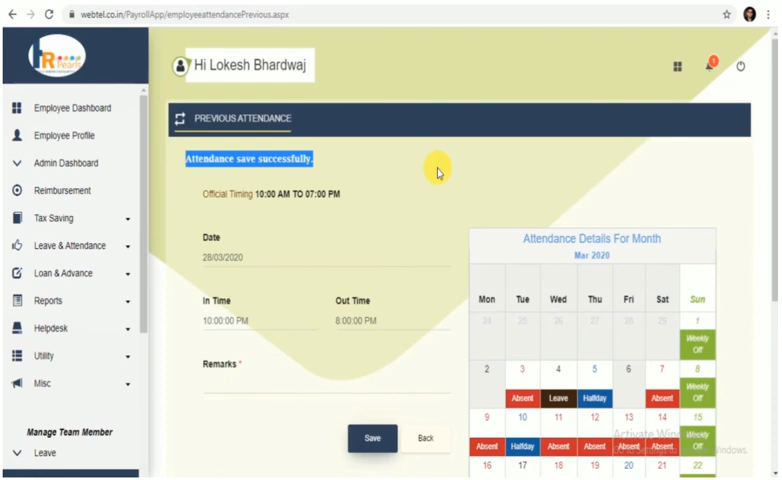 webtel.co.in/PayrollApp/employeeattendancePrevious.aspx
HR Pearls
Hi Lokesh Bhardwaj
1
Employee Dashboard
Employee Profile
Admin Dashboard
Reimbursement
Tax Saving
Leave & Attendance
Loan & Advance
Reports
Helpdesk
Utility
Misc
Manage Team Member
Leave
PREVIOUS ATTENDANCE
Attendance save successfully.
Official Timing 10:00 AM TO 07:00 PM
Date
28/03/2020
In Time Out Time
10:00:00 PM 8:00:00 PM
Remarks *
Save Back
Attendance Details For Month
Mar 2020
Mon Tue Wed Thu Fri Sat Sun
24 25 26 27 28 29 1
Weekly Off
2 3 4 5 6 7 8
Absent Leave Halfday Absent Weekly Off
9 10 11 12 13 14 15
Absent Halfday Absent Absent Absent Absent Weekly Off
16 17 18 19 20 21 22